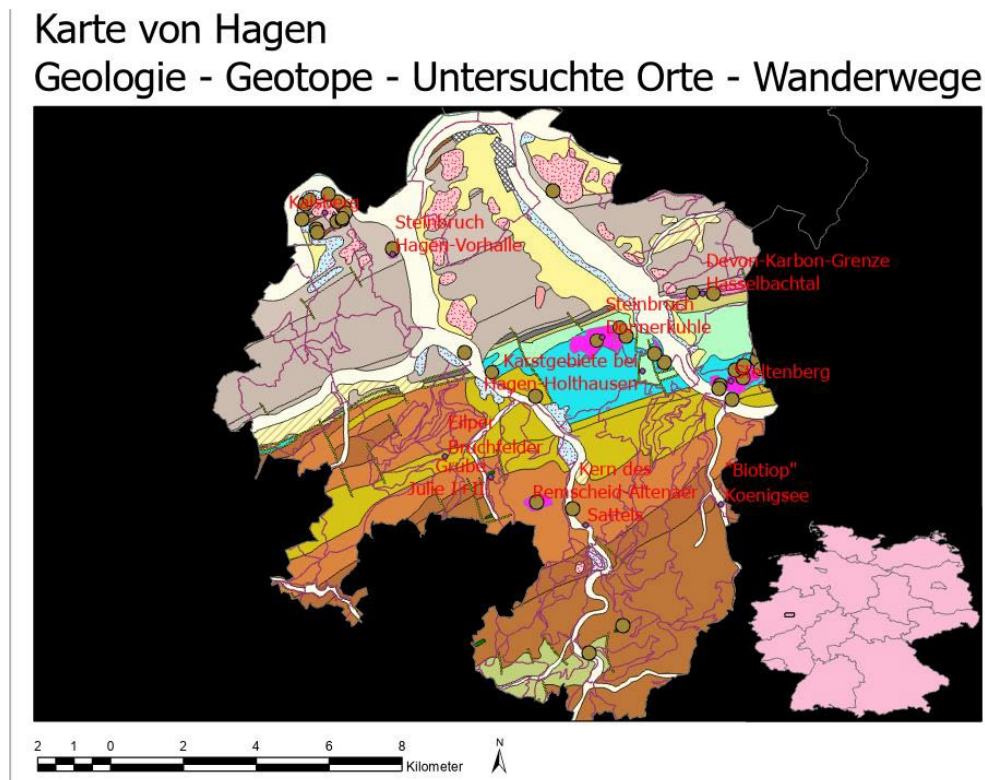 Karte von Hagen
Geologie - Geotope - Untersuchte Orte - Wanderwege
Kaisberg
Steinbruch
Hagen-Vorhalle
Devon-Karbon-Grenze
Hasselbachtal
Steinbruch
Donnerkuhle
Karstgebiete bei
Hagen-Holthausen
Steltenberg
Eilper
Bruchfelder
Grube
Julie I+II
Kern des
Remscheid-Altenaer
Sattels
"Biotiop"
Koenigsee
2 1 0 2 4 6 8
Kilometer
N